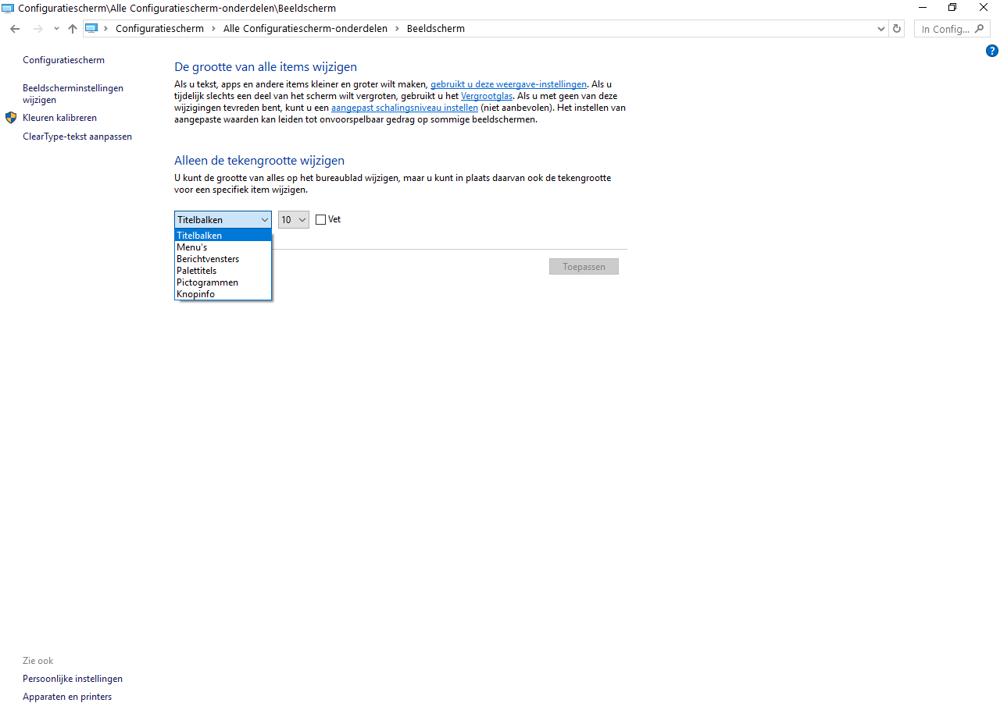 Configuratiescherm\Alle Configuratiescherm-onderdelen\Beeldscherm
Configuratiescherm > Alle Configuratiescherm-onderdelen > Beeldscherm
In Config...
Configuratiescherm
Beeldscherminstellingen
wijzigen
Kleuren kalibreren
ClearType-tekst aanpassen
De grootte van alle items wijzigen
Als u tekst, apps en andere items kleiner en groter wilt maken, gebruikt u deze weergave-instellingen. Als u
tijdelijk slechts een deel van het scherm wilt vergroten, gebruikt u het Vergrootglas. Als u met geen van deze
wijzigingen tevreden bent, kunt u een aangepast schalingsniveau instellen (niet aanbevolen). Het instellen van
aangepaste waarden kan leiden tot onvoorspelbaar gedrag op sommige beeldschermen.
Alleen de tekengrootte wijzigen
U kunt de grootte van alles op het bureaublad wijzigen, maar u kunt in plaats daarvan ook de tekengrootte
voor een specifiek item wijzigen.
Titelbalken 10 Vet
Titelbalken
Menu's
Berichtvensters
Palettitels
Pictogrammen
Knopinfo
Toepassen
Zie ook
Persoonlijke instellingen
Apparaten en printers